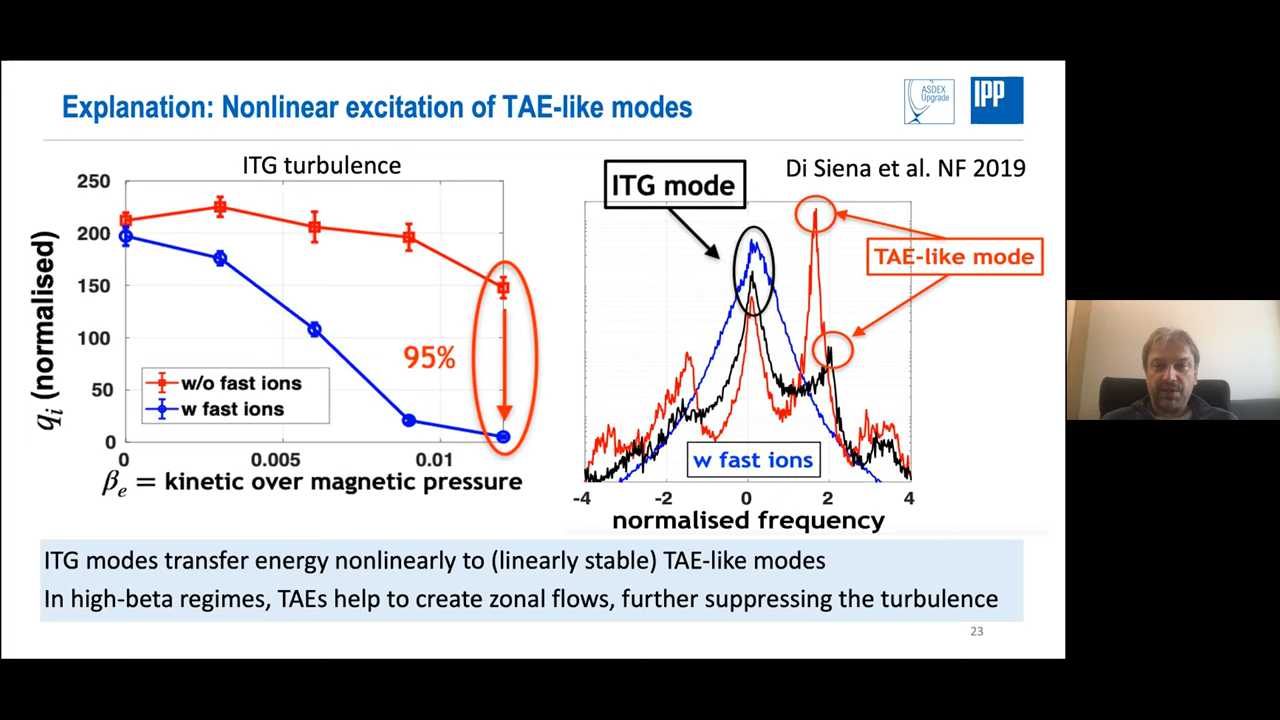 Explanation: Nonlinear excitation of TAE-like modes
ASDEX
Upgrade
IPP
ITG turbulence
250
200
150
100
50
0
q_i (normalised)
95%
w/o fast ions
w fast ions
0
0.005
0.01
β_e = kinetic over magnetic pressure
Di Siena et al. NF 2019
ITG mode
TAE-like mode
w fast ions
-4
-2
0
2
4
normalised frequency
ITG modes transfer energy nonlinearly to (linearly stable) TAE-like modes
In high-beta regimes, TAEs help to create zonal flows, further suppressing the turbulence
23